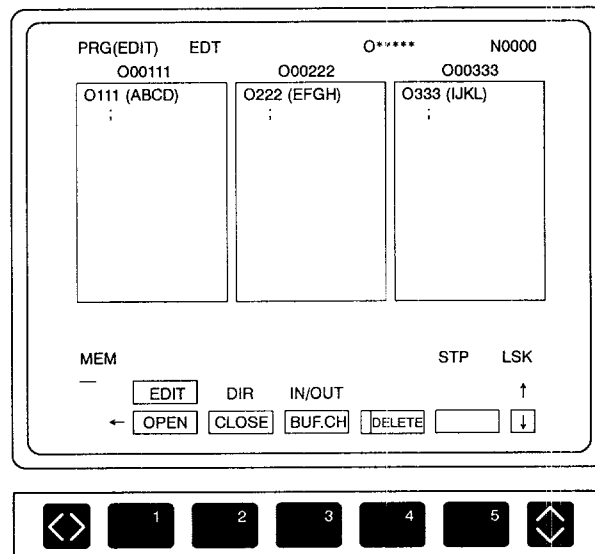 PRG(EDIT) EDT O***** N0000
O00111 O00222 O00333
O111 (ABCD) O222 (EFGH) O333 (IJKL)
; ; ;
MEM STP LSK
EDIT DIR IN/OUT ↑
← OPEN CLOSE BUF.CH DELETE ↓
1 2 3 4 5